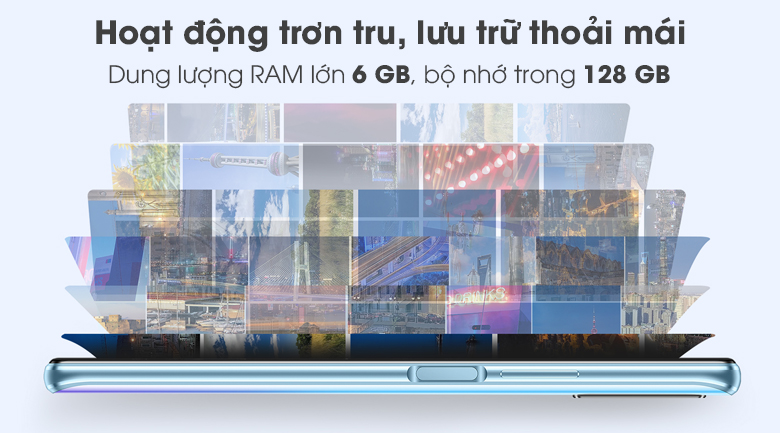 Hoạt động trơn tru, lưu trữ thoải mái
Dung lượng RAM lớn 6 GB, bộ nhớ trong 128 GB